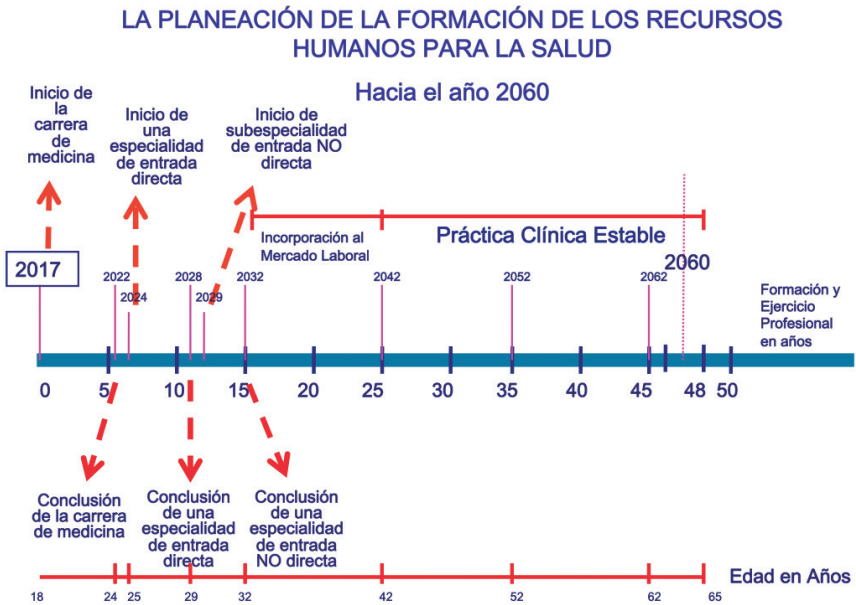 LA PLANEACIÓN DE LA FORMACIÓN DE LOS RECURSOS
HUMANOS PARA LA SALUD
Hacia el año 2060
Inicio de
la
carrera
de
medicina
Inicio de
una
especialidad
de entrada
directa
Inicio de
subespecialidad
de entrada NO
directa
Incorporación al
Mercado Laboral
Práctica Clínica Estable
2017
2022
2024
2028
2029
2032
2042
2052
2062
2060
Formación y
Ejercicio
Profesional
en años
0 5 10 15 20 25 30 35 40 45 48 50
Conclusión
de la carrera
de medicina
Conclusión
de una
especialidad
de entrada
directa
Conclusión
de una
especialidad
de entrada
NO directa
Edad en Años
18 24 25 29 32 42 52 62 65